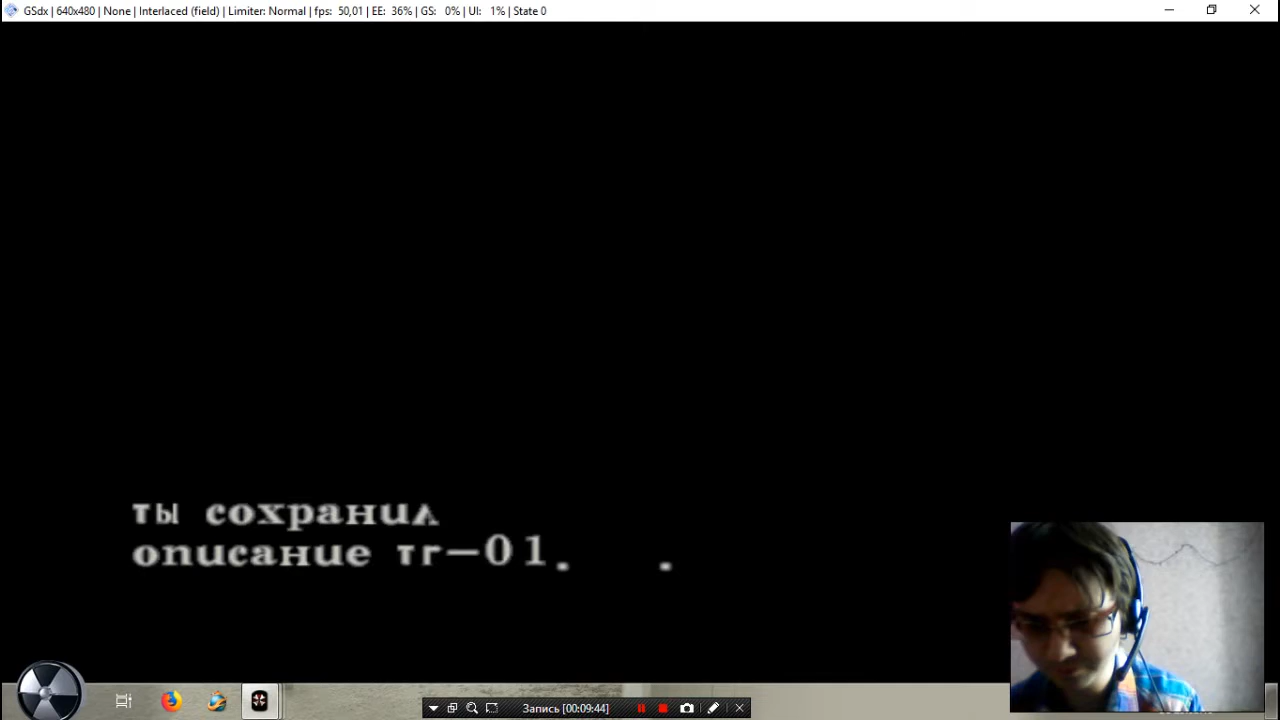 GSdx | 640x480 | None | Interlaced (field) | Limiter: Normal | fps: 50,01 | EE: 36% | GS: 0% | UI: 1% | State 0
ты сохранил
описание тг—01. .
Запись [00:09:44]